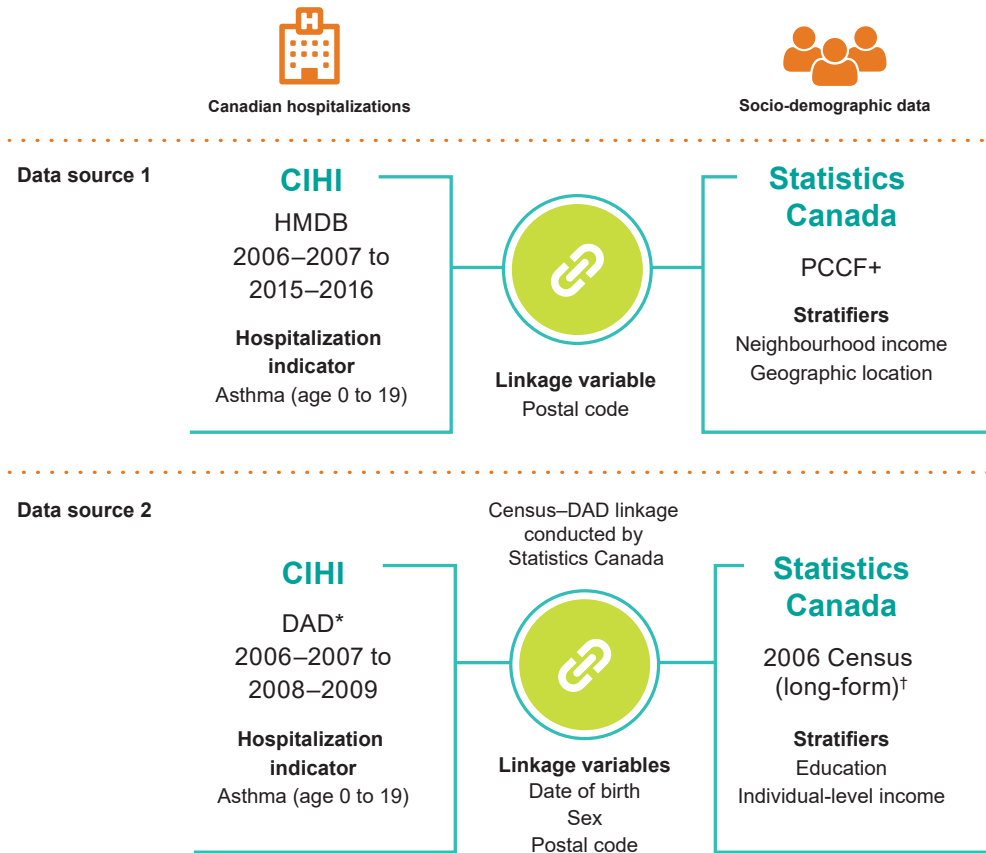 H
Canadian hospitalizations
Socio-demographic data
Data source 1
CIHI
HMDB
2006–2007 to
2015–2016
Hospitalization
indicator
Asthma (age 0 to 19)
Linkage variable
Postal code
Statistics
Canada
PCCF+
Stratifiers
Neighbourhood income
Geographic location
Data source 2
CIHI
DAD*
2006–2007 to
2008–2009
Hospitalization
indicator
Asthma (age 0 to 19)
Census–DAD linkage
conducted by
Statistics Canada
Linkage variables
Date of birth
Sex
Postal code
Statistics
Canada
2006 Census
(long-form)†
Stratifiers
Education
Individual-level income